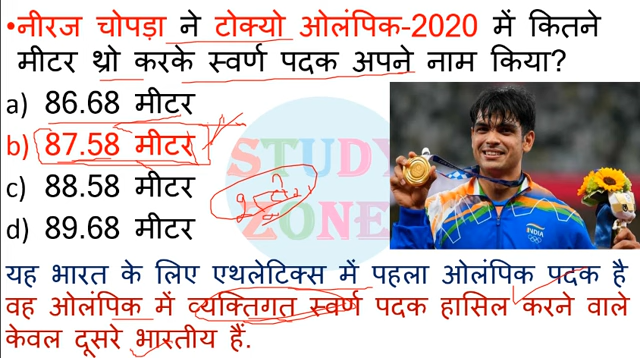 •नीरज चोपड़ा ने टोक्यो ओलंपिक-2020 में कितने
मीटर थ्रो करके स्वर्ण पदक अपने नाम किया?
a) 86.68 मीटर
b) 87.58 मीटर
c) 88.58 मीटर
d) 89.68 मीटर
STUDY
ZONE
INDIA
यह भारत के लिए एथलेटिक्स में पहला ओलंपिक पदक है
वह ओलंपिक में व्यक्तिगत स्वर्ण पदक हासिल करने वाले
केवल दूसरे भारतीय हैं.